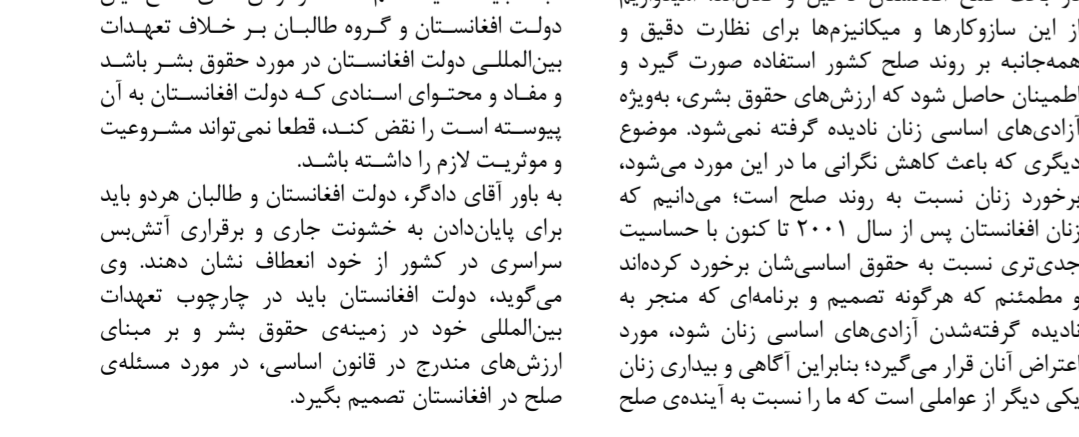 از این سازوکارها و میکانیزم‌ها برای نظارت دقیق و
همه‌جانبه بر روند صلح کشور استفاده صورت گیرد و
اطمینان حاصل شود که ارزش‌های حقوق بشری، به‌ویژه
آزادی‌های اساسی زنان نادیده گرفته نمی‌شود. موضوع
دیگری که باعث کاهش نگرانی ما در این مورد می‌شود،
برخورد زنان نسبت به روند صلح است؛ می‌دانیم که
زنان افغانستان پس از سال ۲۰۰۱ تا کنون با حساسیت
جدی‌تری نسبت به حقوق اساسی‌شان برخورد کرده‌اند
و مطمئنم که هرگونه تصمیم و برنامه‌ای که منجر به
نادیده گرفته‌شدن آزادی‌های اساسی زنان شود، مورد
اعتراض آنان قرار می‌گیرد؛ بنابراین آگاهی و بیداری زنان
یکی دیگر از عواملی است که ما را نسبت به آینده‌ی صلح
دولت افغانستان و گروه طالبان بر خلاف تعهدات
بین‌المللی دولت افغانستان در مورد حقوق بشر باشد
و مفاد و محتوای اسنادی که دولت افغانستان به آن
پیوسته است را نقض کند، قطعا نمی‌تواند مشروعیت
و موثریت لازم را داشته باشد.
به باور آقای دادگر، دولت افغانستان و طالبان هردو باید
برای پایان‌دادن به خشونت جاری و برقراری آتش‌بس
سراسری در کشور از خود انعطاف نشان دهند. وی
می‌گوید، دولت افغانستان باید در چارچوب تعهدات
بین‌المللی خود در زمینه‌ی حقوق بشر و بر مبنای
ارزش‌های مندرج در قانون اساسی، در مورد مسئله‌ی
صلح در افغانستان تصمیم بگیرد.